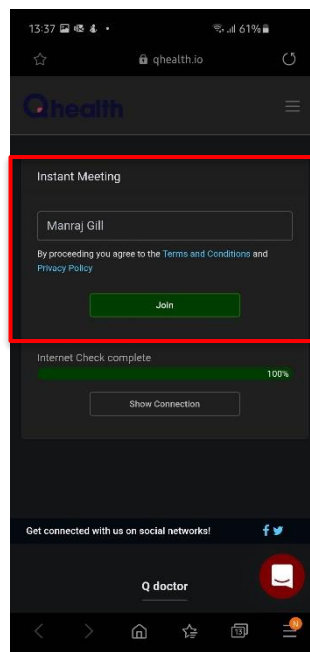 13:37 61%
qhealth.io
Qhealth
Instant Meeting
Manraj Gill
By proceeding you agree to the Terms and Conditions and
Privacy Policy
Join
Internet Check complete
100%
Show Connection
Get connected with us on social networks!
Q doctor
13 N